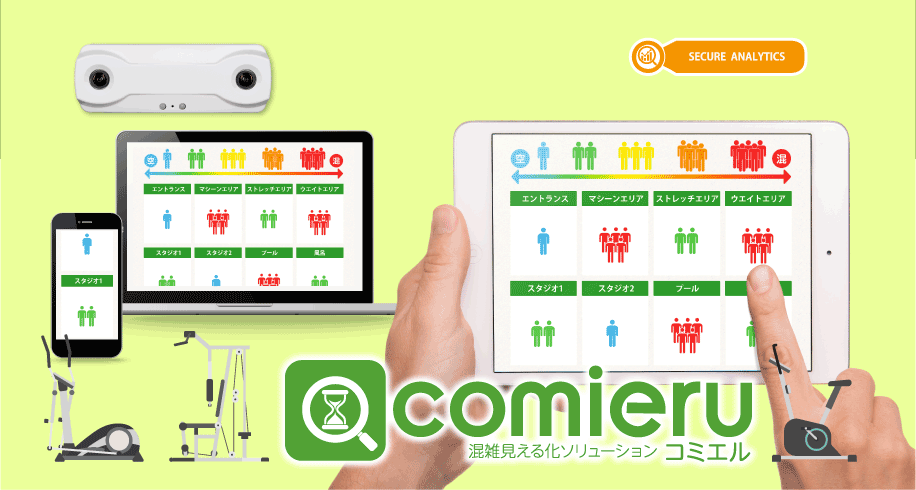 SECURE ANALYTICS
空
混
エントランス
マシーンエリア
ストレッチエリア
ウエイトエリア
スタジオ1
スタジオ2
プール
風呂
スタジオ1
空
混
エントランス
マシーンエリア
ストレッチエリア
ウエイトエリア
スタジオ1
スタジオ2
プール
comieru
混雑見える化ソリューション コミエル